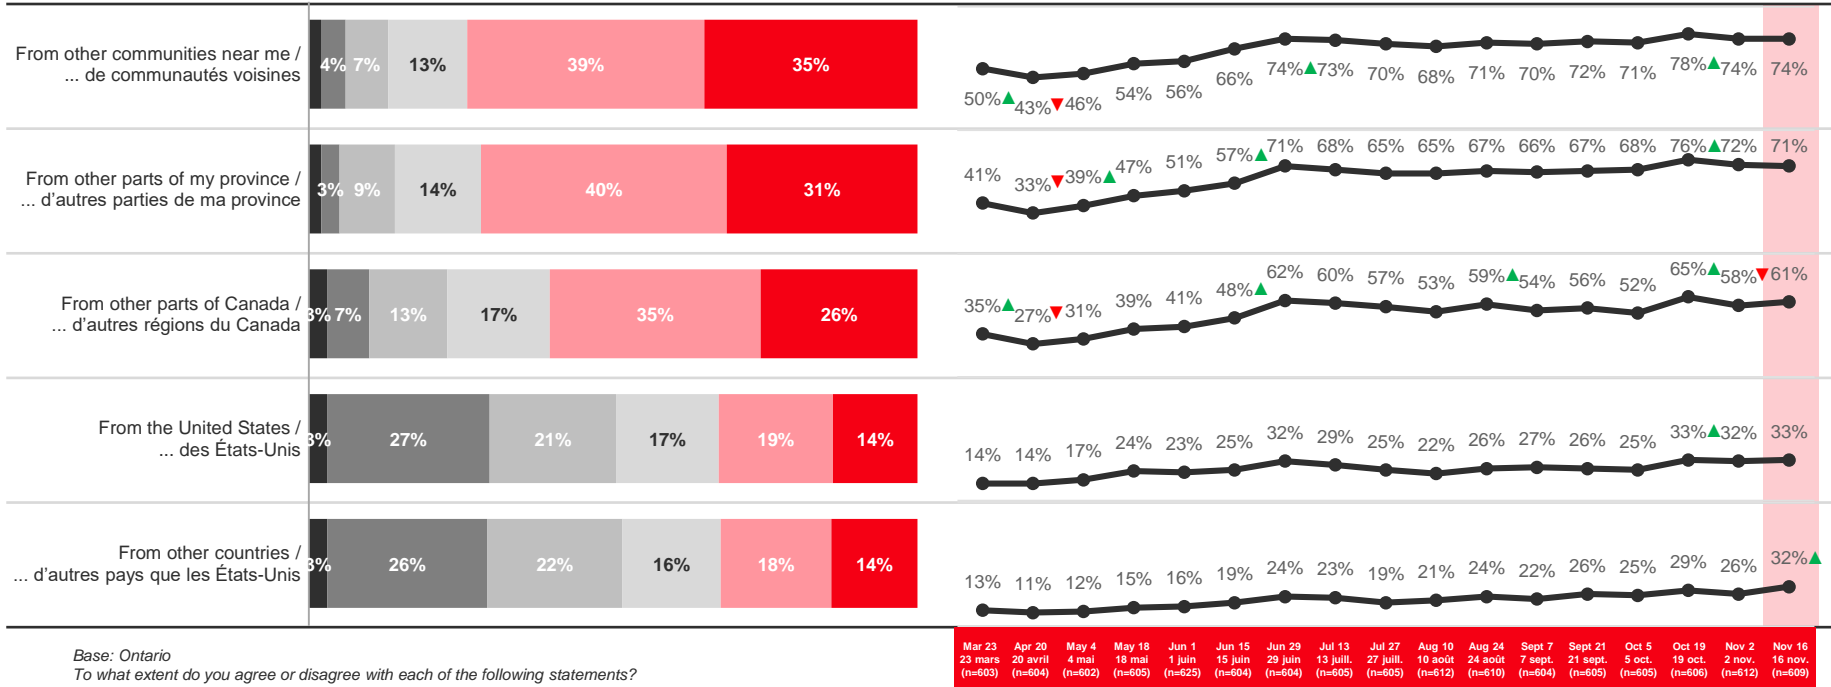 From other communities near me /
... de communautés voisines
4% 7% 13% 39% 35%
50%▲ 43%▼ 46% 54% 56% 66% 74%▲ 73% 70% 68% 71% 70% 72% 71% 78%▲ 74% 74%
From other parts of my province /
... d'autres parties de ma province
3% 9% 14% 40% 31%
41% 33%▼ 39%▲ 47% 51% 57%▲ 71% 68% 65% 65% 67% 66% 67% 68% 76%▲ 72% 71%
From other parts of Canada /
... d'autres régions du Canada
3% 7% 13% 17% 35% 26%
35%▲ 27%▼ 31% 39% 41% 48%▲ 62% 60% 57% 53% 59%▲ 54% 56% 52% 65%▲ 58%▼ 61%
From the United States /
... des États-Unis
3% 27% 21% 17% 19% 14%
14% 14% 17% 24% 23% 25% 32% 29% 25% 22% 26% 27% 26% 25% 33%▲ 32% 33%
From other countries /
... d'autres pays que les États-Unis
3% 26% 22% 16% 18% 14%
13% 11% 12% 15% 16% 19% 24% 23% 19% 21% 24% 22% 26% 25% 29% 26% 32%▲
Mar 23 Apr 20 May 4 May 18 Jun 1 Jun 15 Jun 29 Jul 13 Jul 27 Aug 10 Aug 24 Sept 7 Sept 21 Oct 5 Oct 19 Nov 2 Nov 16
23 mars 20 avril 4 mai 18 mai 1 juin 15 juin 29 juin 13 juill. 27 juill. 10 août 24 août 7 sept. 21 sept. 5 oct. 19 oct. 2 nov. 16 nov.
(n=603) (n=604) (n=602) (n=605) (n=625) (n=604) (n=604) (n=605) (n=605) (n=612) (n=610) (n=604) (n=605) (n=605) (n=606) (n=612) (n=609)
Base: Ontario
To what extent do you agree or disagree with each of the following statements?